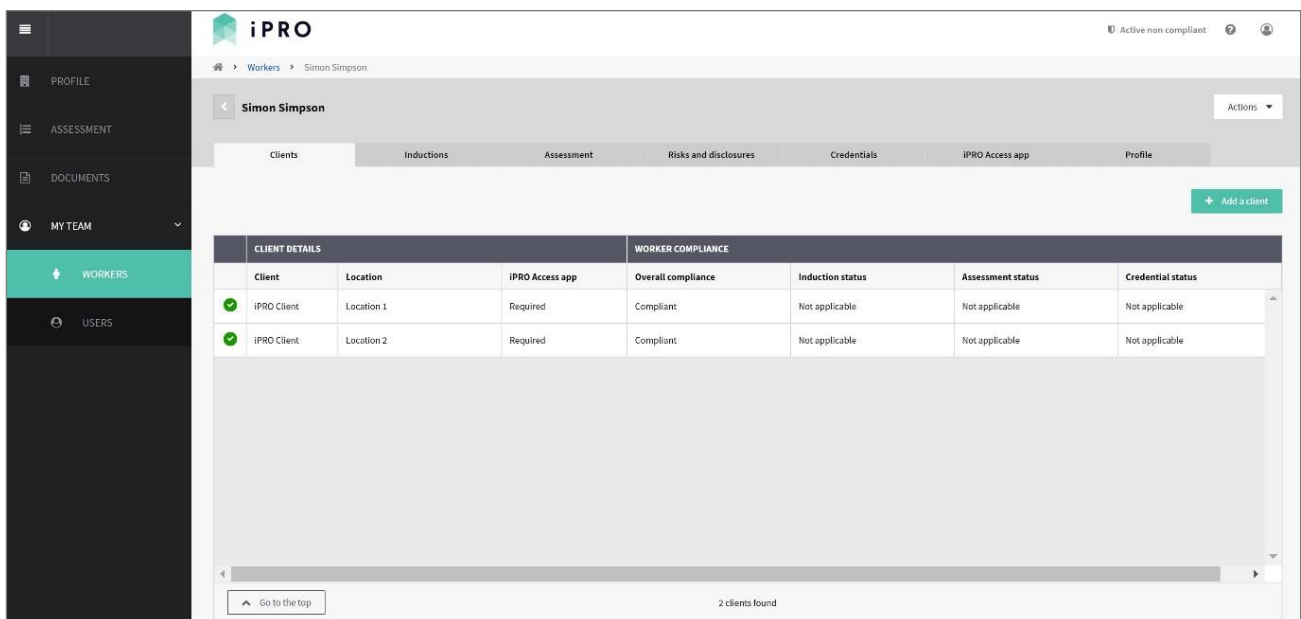 iPRO
Active non compliant
Workers Simon Simpson
PROFILE
Simon Simpson
Actions
ASSESSMENT
Clients Inductions Assessment Risks and disclosures Credentials iPRO Access app Profile
DOCUMENTS
+ Add a client
MY TEAM
CLIENT DETAILS WORKER COMPLIANCE
WORKERS
Client Location iPRO Access app Overall compliance Induction status Assessment status Credential status
iPRO Client Location 1 Required Compliant Not applicable Not applicable Not applicable
USERS
iPRO Client Location 2 Required Compliant Not applicable Not applicable Not applicable
Go to the top
2 clients found